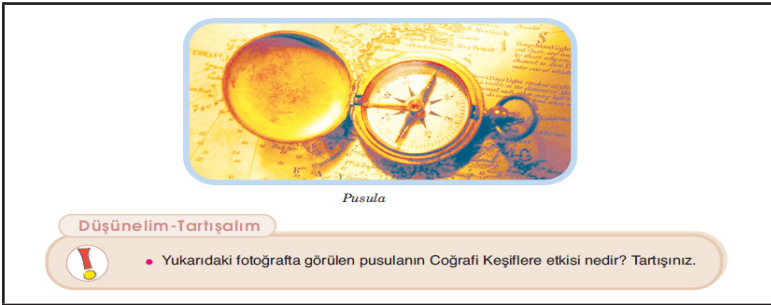 Pusula
Düşünelim-Tartışalım
• Yukarıdaki fotoğrafta görülen pusulanın Coğrafi Keşiflere etkisi nedir? Tartışınız.